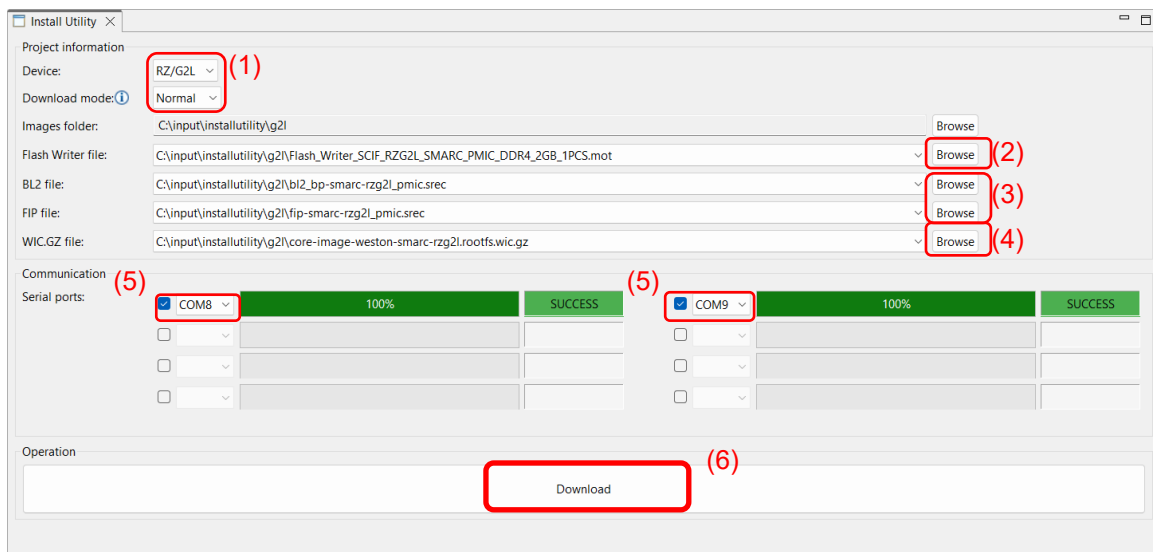 Install Utility
Project information
Device: RZ/G2L (1)
Download mode: Normal
Images folder: C:\input\installutility\g2l Browse
Flash Writer file: C:\input\installutility\g2l\Flash_Writer_SCIF_RZG2L_SMARC_PMIC_DDR4_2GB_1PCS.mot Browse (2)
BL2 file: C:\input\installutility\g2l\bl2_bp-smarc-rzg2l_pmic.srec Browse (3)
FIP file: C:\input\installutility\g2l\fip-smarc-rzg2l_pmic.srec Browse
WIC.GZ file: C:\input\installutility\g2l\core-image-weston-smarc-rzg2l.rootfs.wic.gz Browse (4)
Communication (5) (5)
Serial ports: COM8 100% SUCCESS COM9 100% SUCCESS
Operation (6)
Download